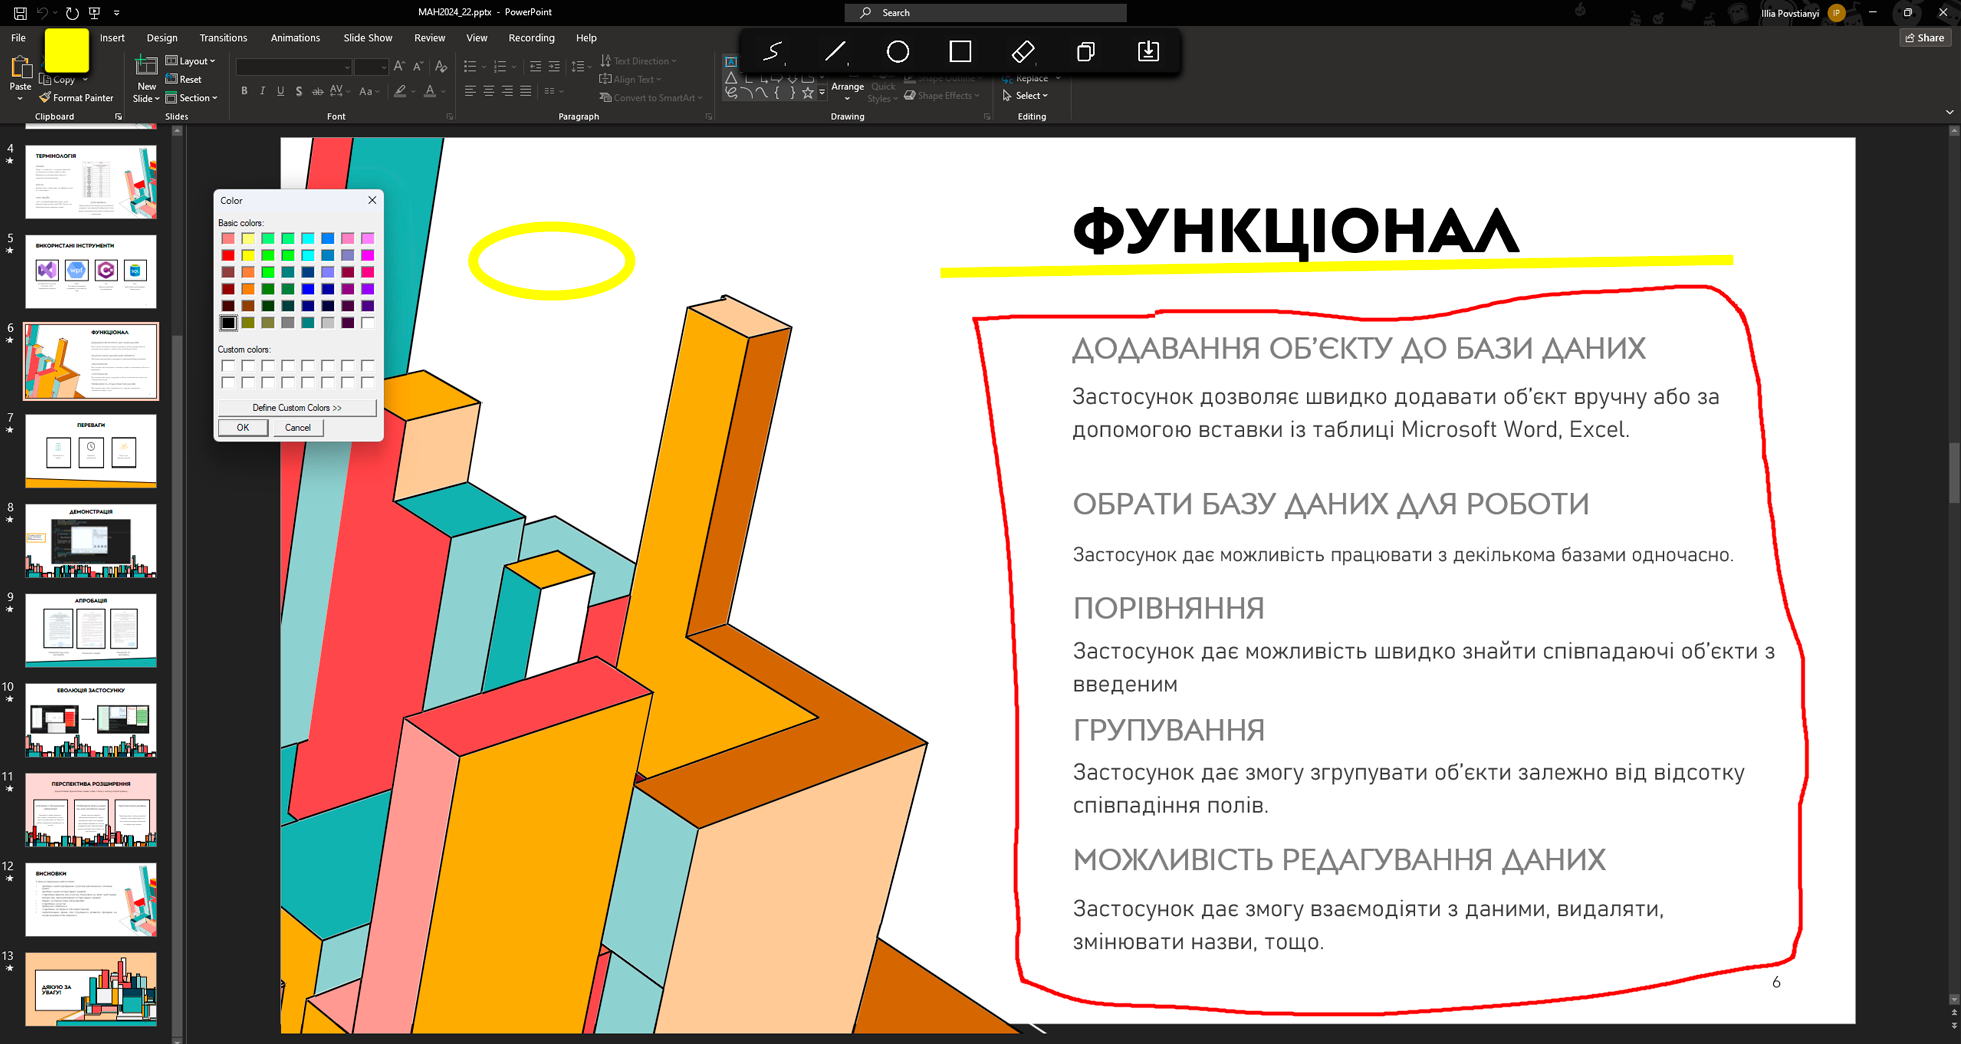 MAH2024_22.pptx - PowerPoint
Search
Illia Povstianyi
IP
File
Insert
Design
Transitions
Animations
Slide Show
Review
View
Recording
Help
Share
Paste
Copy
Format Painter
Clipboard
New
Slide
Layout
Reset
Section
Slides
B I U S ab AV Aa A
Font
Text Direction
Align Text
Convert to SmartArt
Paragraph
Arrange
Quick
Styles
Shape Outline
Shape Effects
Drawing
Replace
Select
Editing
4
ТЕРМІНОЛОГІЯ
5
ВИКОРИСТАНІ ІНСТРУМЕНТИ
6
ФУНКЦІОНАЛ
7
ПЕРЕВАГИ
8
ДЕМОНСТРАЦІЯ
9
АПРОБАЦІЯ
10
ЕВОЛЮЦІЯ ЗАСТОСУНКУ
11
ПЕРСПЕКТИВА РОЗШИРЕННЯ
12
ВИСНОВКИ
13
ДЯКУЮ ЗА
УВАГУ!
Color
Basic colors:
Custom colors:
Define Custom Colors >>
OK
Cancel
ФУНКЦІОНАЛ
ДОДАВАННЯ ОБ’ЄКТУ ДО БАЗИ ДАНИХ
Застосунок дозволяє швидко додавати об’єкт вручну або за
допомогою вставки із таблиці Microsoft Word, Excel.
ОБРАТИ БАЗУ ДАНИХ ДЛЯ РОБОТИ
Застосунок дає можливість працювати з декількома базами одночасно.
ПОРІВНЯННЯ
Застосунок дає можливість швидко знайти співпадаючі об’єкти з
введеним
ГРУПУВАННЯ
Застосунок дає змогу згрупувати об’єкти залежно від відсотку
співпадіння полів.
МОЖЛИВІСТЬ РЕДАГУВАННЯ ДАНИХ
Застосунок дає змогу взаємодіяти з даними, видаляти,
змінювати назви, тощо.
6